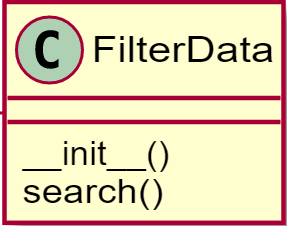 C FilterData
__init__()
search()